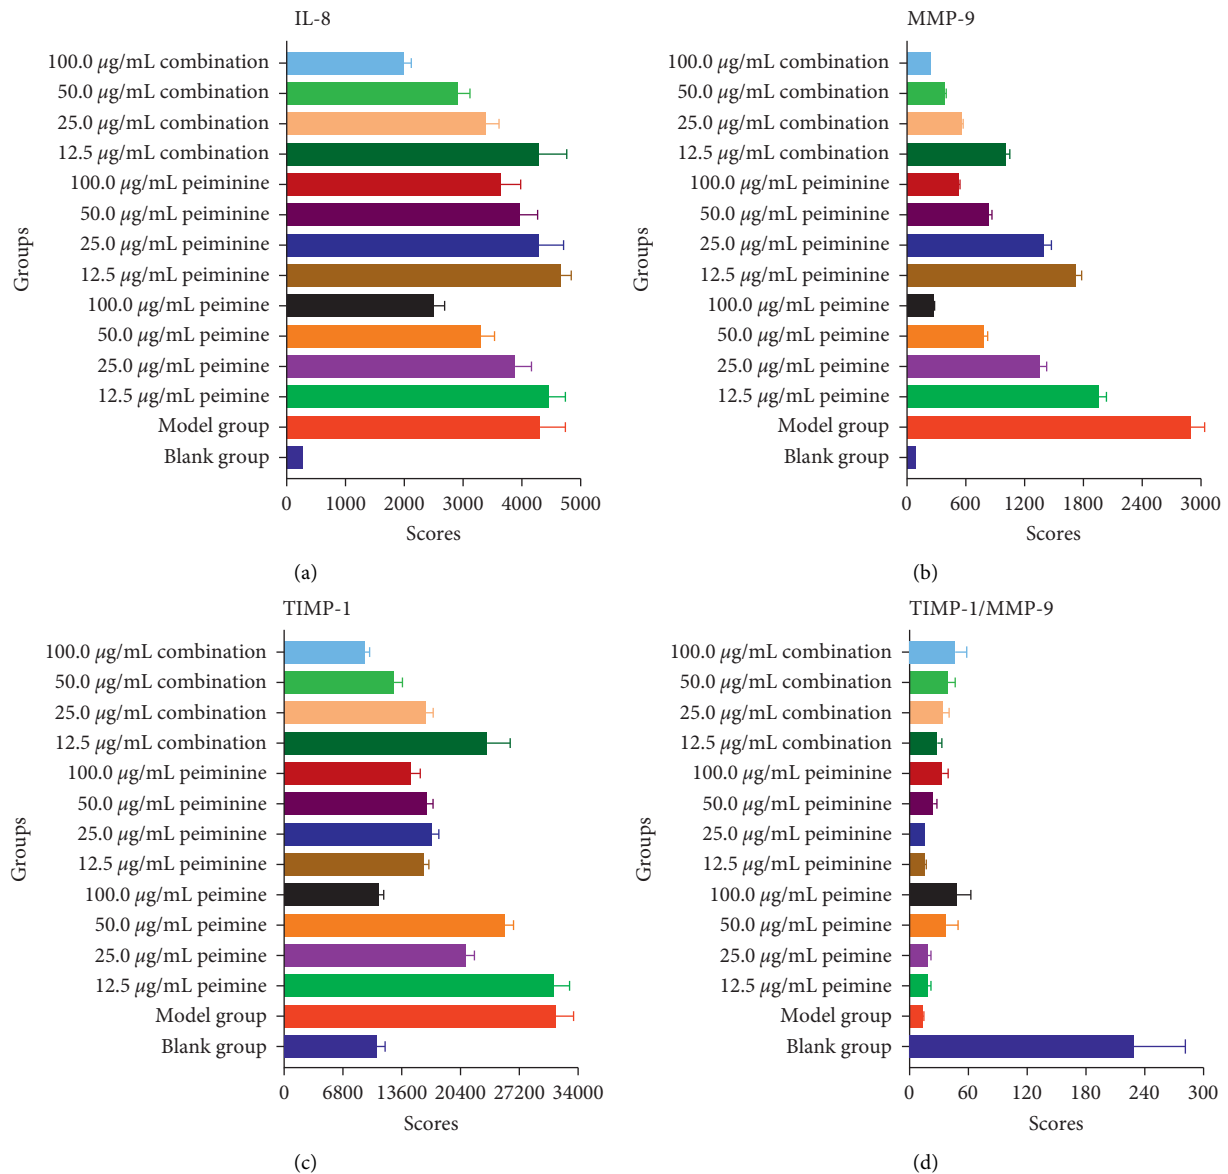 IL-8
100.0 μg/mL combination
50.0 μg/mL combination
25.0 μg/mL combination
12.5 μg/mL combination
100.0 μg/mL peiminine
50.0 μg/mL peiminine
25.0 μg/mL peiminine
12.5 μg/mL peiminine
100.0 μg/mL peimine
50.0 μg/mL peimine
25.0 μg/mL peimine
12.5 μg/mL peimine
Model group
Blank group
Groups
0 1000 2000 3000 4000 5000
Scores
(a)
MMP-9
100.0 μg/mL combination
50.0 μg/mL combination
25.0 μg/mL combination
12.5 μg/mL combination
100.0 μg/mL peiminine
50.0 μg/mL peiminine
25.0 μg/mL peiminine
12.5 μg/mL peiminine
100.0 μg/mL peimine
50.0 μg/mL peimine
25.0 μg/mL peimine
12.5 μg/mL peimine
Model group
Blank group
Groups
0 600 1200 1800 2400 3000
Scores
(b)
TIMP-1
100.0 μg/mL combination
50.0 μg/mL combination
25.0 μg/mL combination
12.5 μg/mL combination
100.0 μg/mL peiminine
50.0 μg/mL peiminine
25.0 μg/mL peiminine
12.5 μg/mL peiminine
100.0 μg/mL peimine
50.0 μg/mL peimine
25.0 μg/mL peimine
12.5 μg/mL peimine
Model group
Blank group
Groups
0 6800 13600 20400 27200 34000
Scores
(c)
TIMP-1/MMP-9
100.0 μg/mL combination
50.0 μg/mL combination
25.0 μg/mL combination
12.5 μg/mL combination
100.0 μg/mL peiminine
50.0 μg/mL peiminine
25.0 μg/mL peiminine
12.5 μg/mL peiminine
100.0 μg/mL peimine
50.0 μg/mL peimine
25.0 μg/mL peimine
12.5 μg/mL peimine
Model group
Blank group
Groups
0 60 120 180 240 300
Scores
(d)